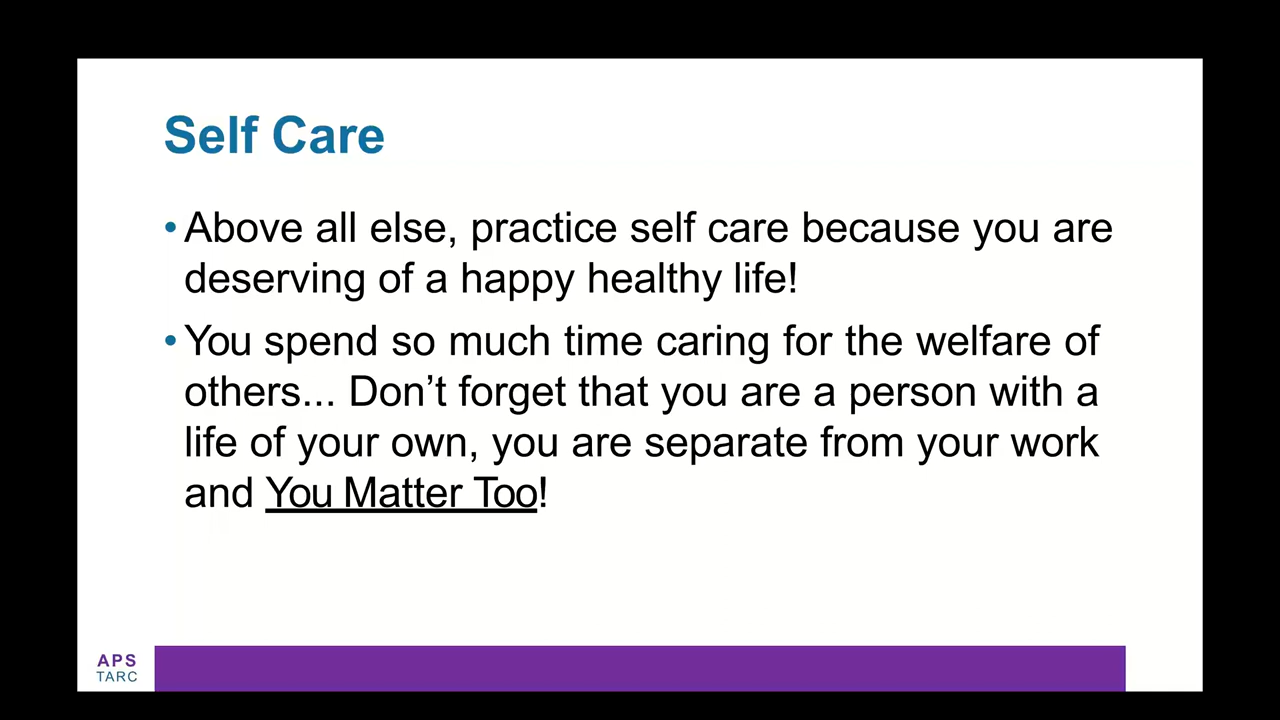 Self Care
• Above all else, practice self care because you are
deserving of a happy healthy life!
• You spend so much time caring for the welfare of
others... Don’t forget that you are a person with a
life of your own, you are separate from your work
and You Matter Too!
APS
TARC